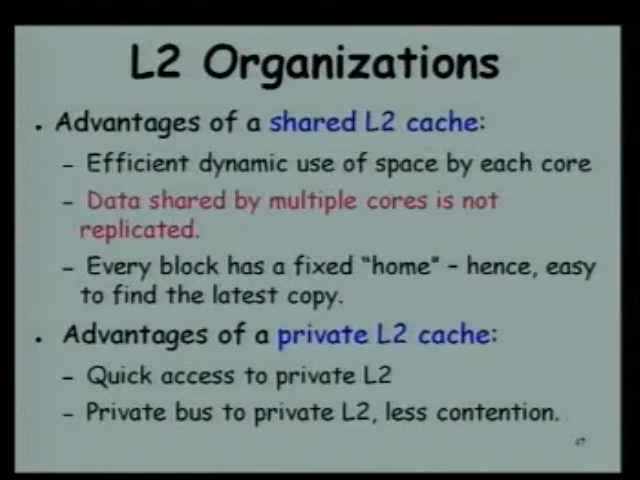 L2 Organizations
• Advantages of a shared L2 cache:
– Efficient dynamic use of space by each core
– Data shared by multiple cores is not
replicated.
– Every block has a fixed “home” – hence, easy
to find the latest copy.
• Advantages of a private L2 cache:
– Quick access to private L2
– Private bus to private L2, less contention.
47